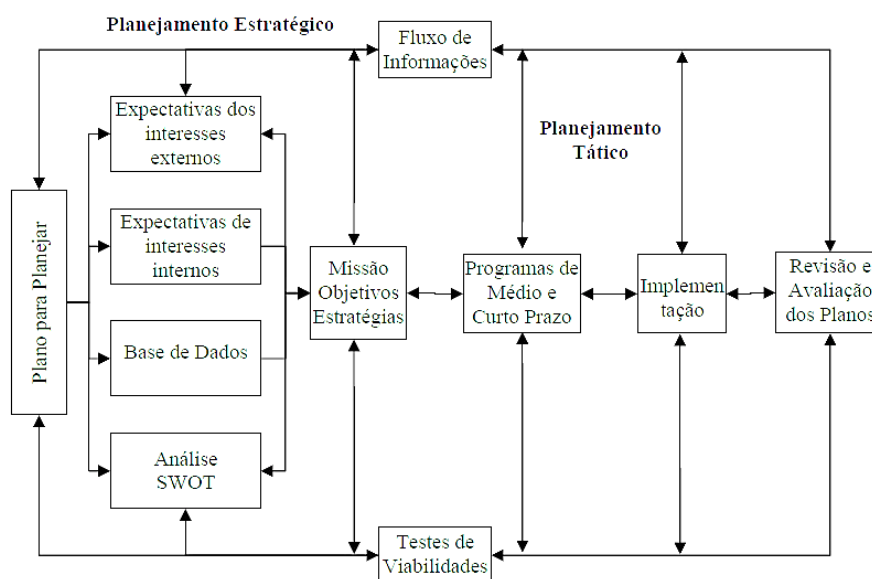 Planejamento Estratégico
Fluxo de
Informações
Expectativas dos
interesses
externos
Planejamento
Tático
Plano para Planejar
Expectativas de
interesses
internos
Missão
Objetivos
Estratégias
Programas de
Médio e
Curto Prazo
Implemen
tação
Revisão e
Avaliação
dos Planos
Base de Dados
Análise
SWOT
Testes de
Viabilidades